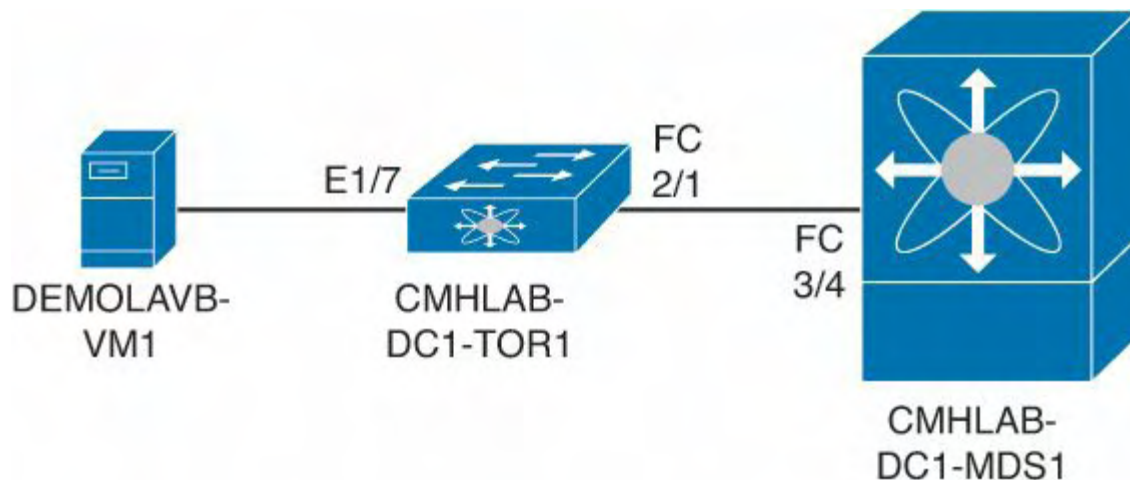 E1/7
FC
2/1
FC
3/4
DEMOLAVB-
VM1
CMHLAB-
DC1-TOR1
CMHLAB-
DC1-MDS1